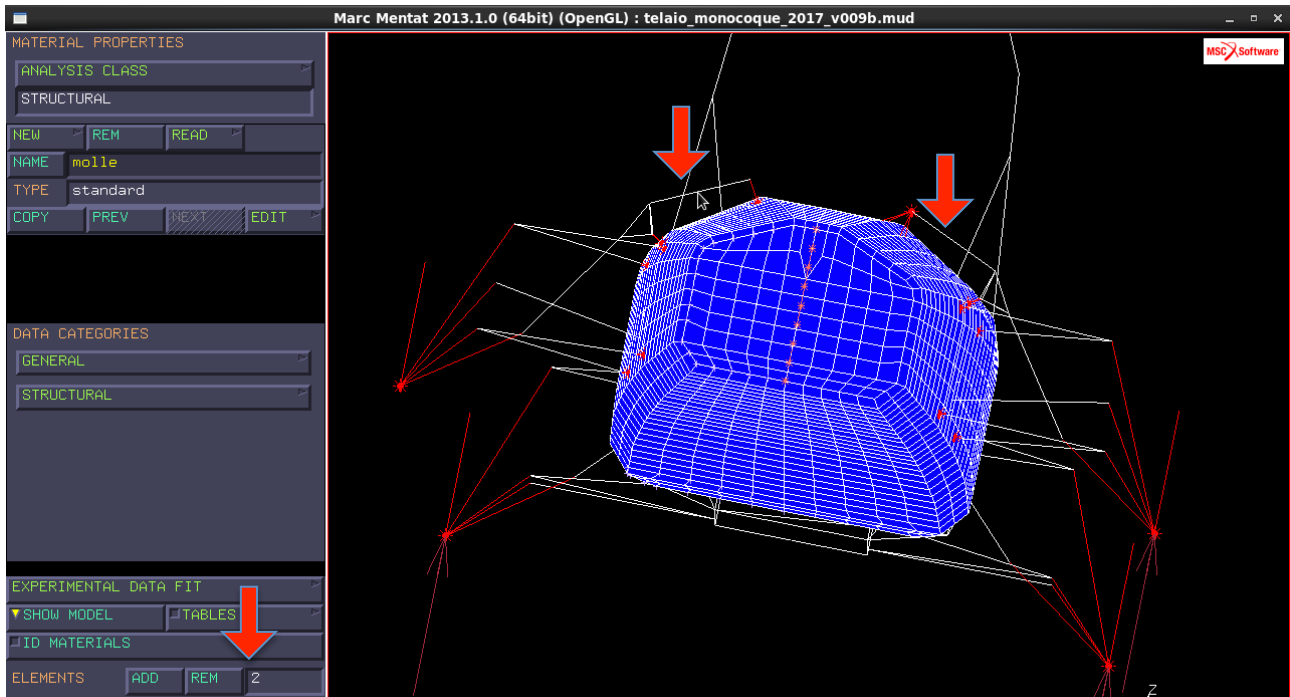 Marc Mentat 2013.1.0 (64bit) (OpenGL) : telaio_monocoque_2017_v009b.mud
MATERIAL PROPERTIES
ANALYSIS CLASS
STRUCTURAL
NEW REM READ
NAME molle
TYPE standard
COPY PREV NEXT EDIT
DATA CATEGORIES
GENERAL
STRUCTURAL
EXPERIMENTAL DATA FIT
SHOW MODEL TABLES
ID MATERIALS
ELEMENTS ADD REM 2
MSC Software
Z